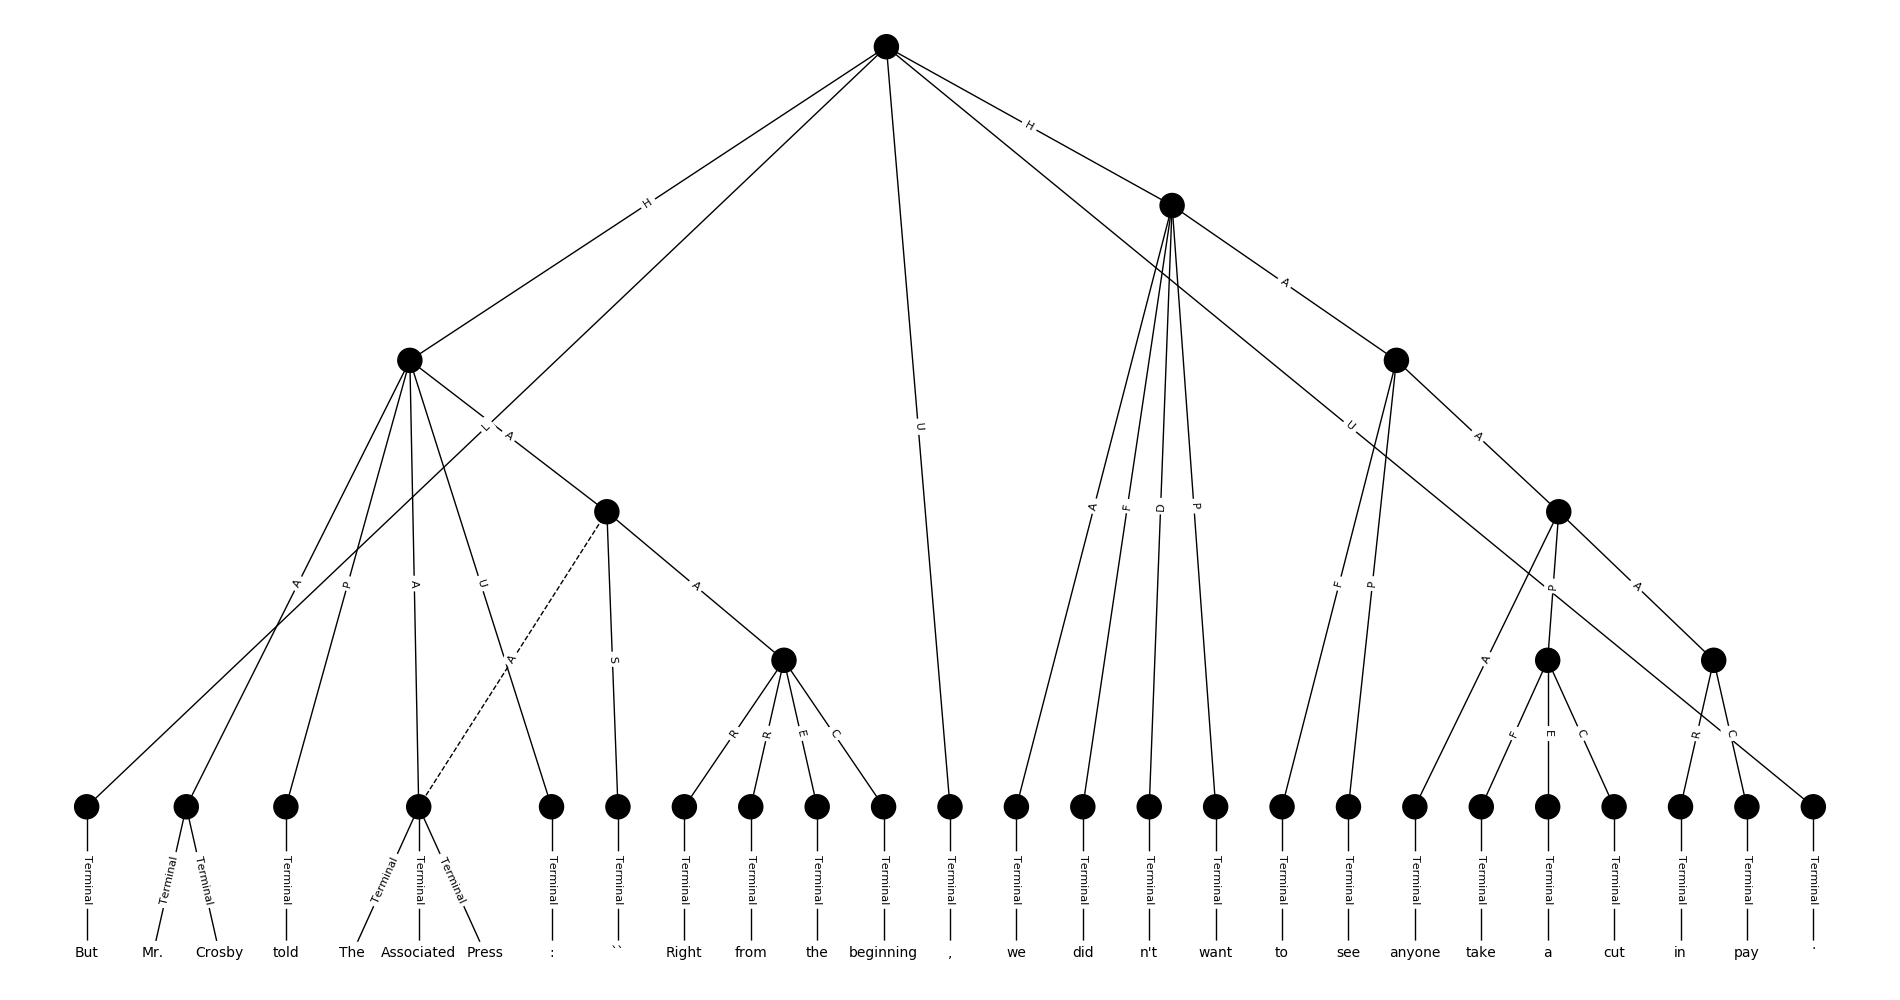 H
H
A
L
A
U
U
A
A
P
A
U
A
F
D
P
F
P
P
A
A
A
S
A
R
R
E
C
F
E
C
R
C
Terminal Terminal Terminal Terminal Terminal Terminal Terminal Terminal Terminal Terminal Terminal Terminal Terminal Terminal Terminal Terminal Terminal Terminal Terminal Terminal Terminal Terminal Terminal Terminal Terminal Terminal Terminal
But Mr. Crosby told The Associated Press : `` Right from the beginning , we did n't want to see anyone take a cut in pay .